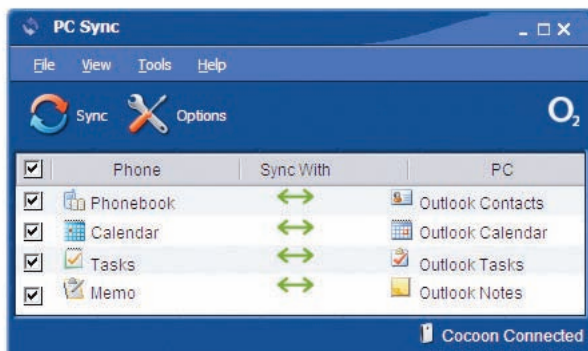 PC Sync
File View Tools Help
Sync Options O2
Phone Sync With PC
Phonebook Outlook Contacts
Calendar Outlook Calendar
Tasks Outlook Tasks
Memo Outlook Notes
Cocoon Connected